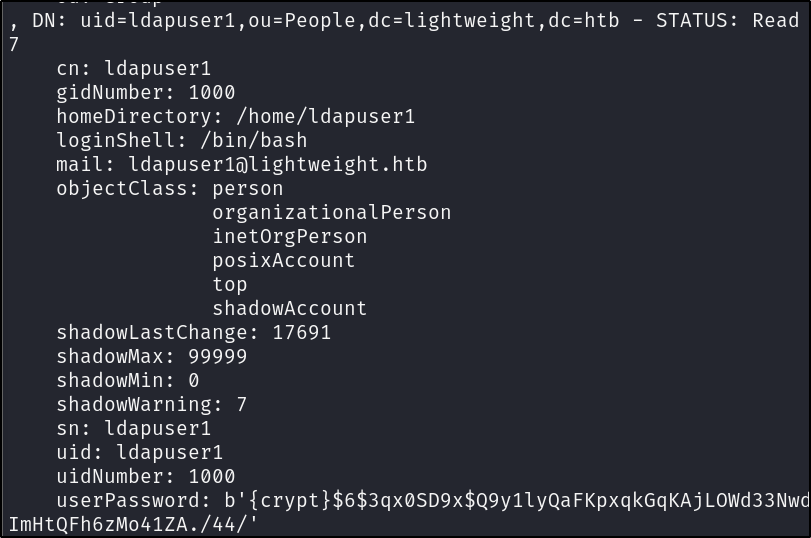 , DN: uid=ldapuser1,ou=People,dc=lightweight,dc=htb - STATUS: Read
7
cn: ldapuser1
gidNumber: 1000
homeDirectory: /home/ldapuser1
loginShell: /bin/bash
mail: ldapuser1@lightweight.htb
objectClass: person
organizationalPerson
inetOrgPerson
posixAccount
top
shadowAccount
shadowLastChange: 17691
shadowMax: 99999
shadowMin: 0
shadowWarning: 7
sn: ldapuser1
uid: ldapuser1
uidNumber: 1000
userPassword: b'{crypt}$6$3qx0SD9x$Q9y1lyQaFKpxqkGqKAjLOWd33Nwd
ImHtQFh6zMo41ZA./44/'